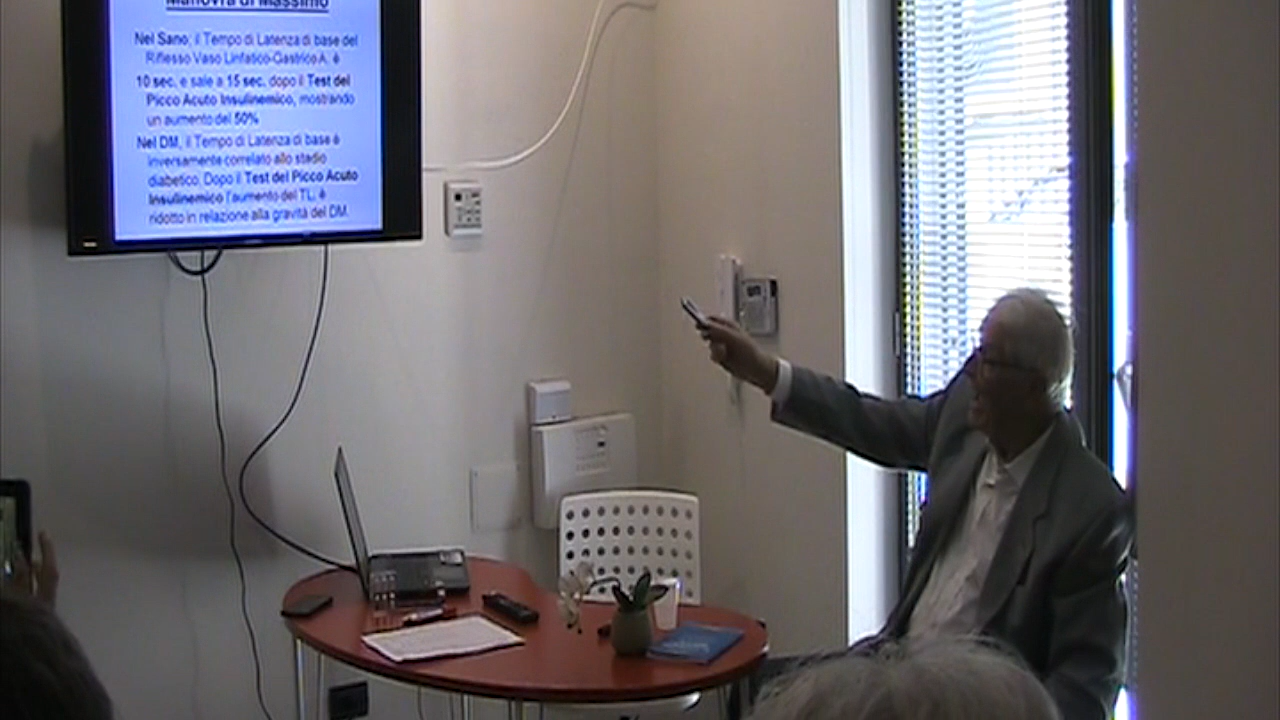 Manovra di Massimo
Nel Sano, il Tempo di Latenza di base del
Riflesso Vaso Linfatico-Gastrico A. è
10 sec. e sale a 15 sec. dopo il Test del
Picco Acuto Insulinemico, mostrando
un aumento del 50%
Nel DM, il Tempo di Latenza di base è
inversamente correlato allo stadio
diabetico. Dopo il Test del Picco Acuto
Insulinemico l'aumento del TL, è
ridotto in relazione alla gravità del DM.